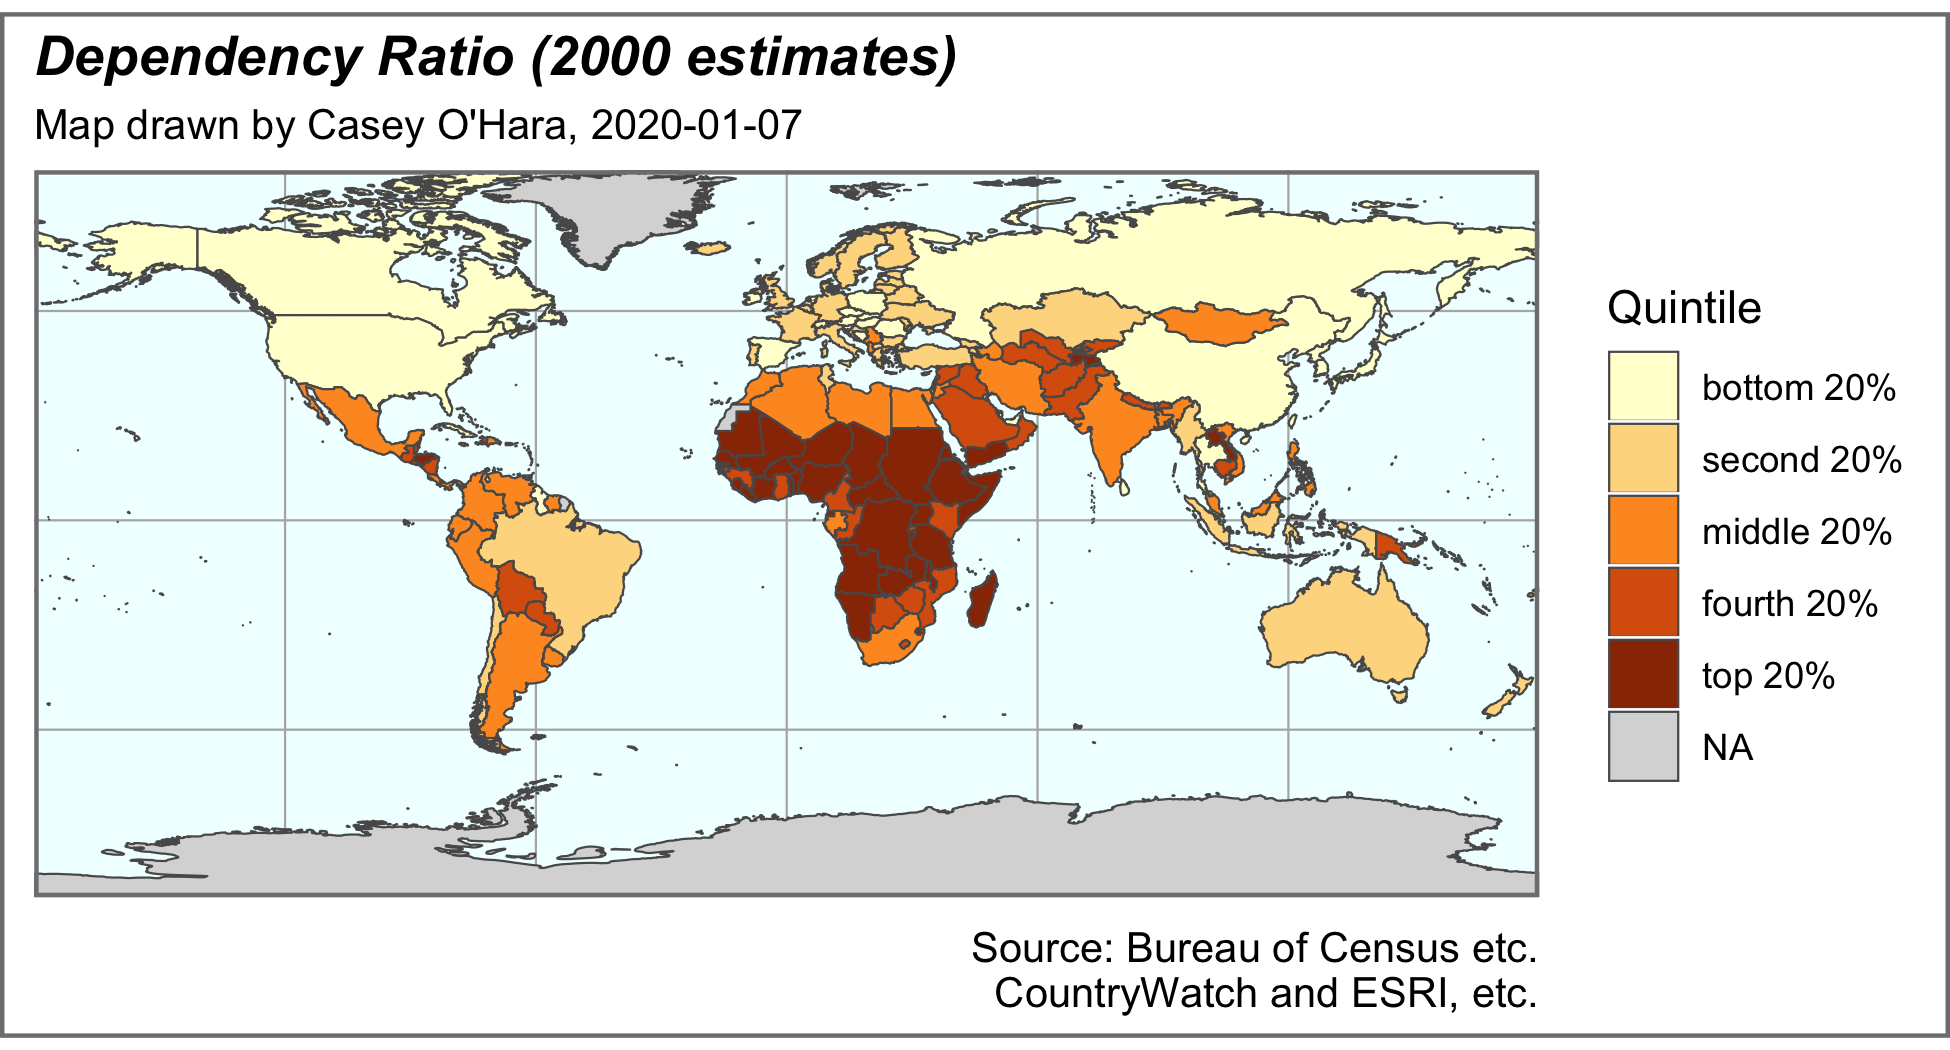 Dependency Ratio (2000 estimates)
Map drawn by Casey O'Hara, 2020-01-07
Quintile
bottom 20%
second 20%
middle 20%
fourth 20%
top 20%
NA
Source: Bureau of Census etc.
CountryWatch and ESRI, etc.